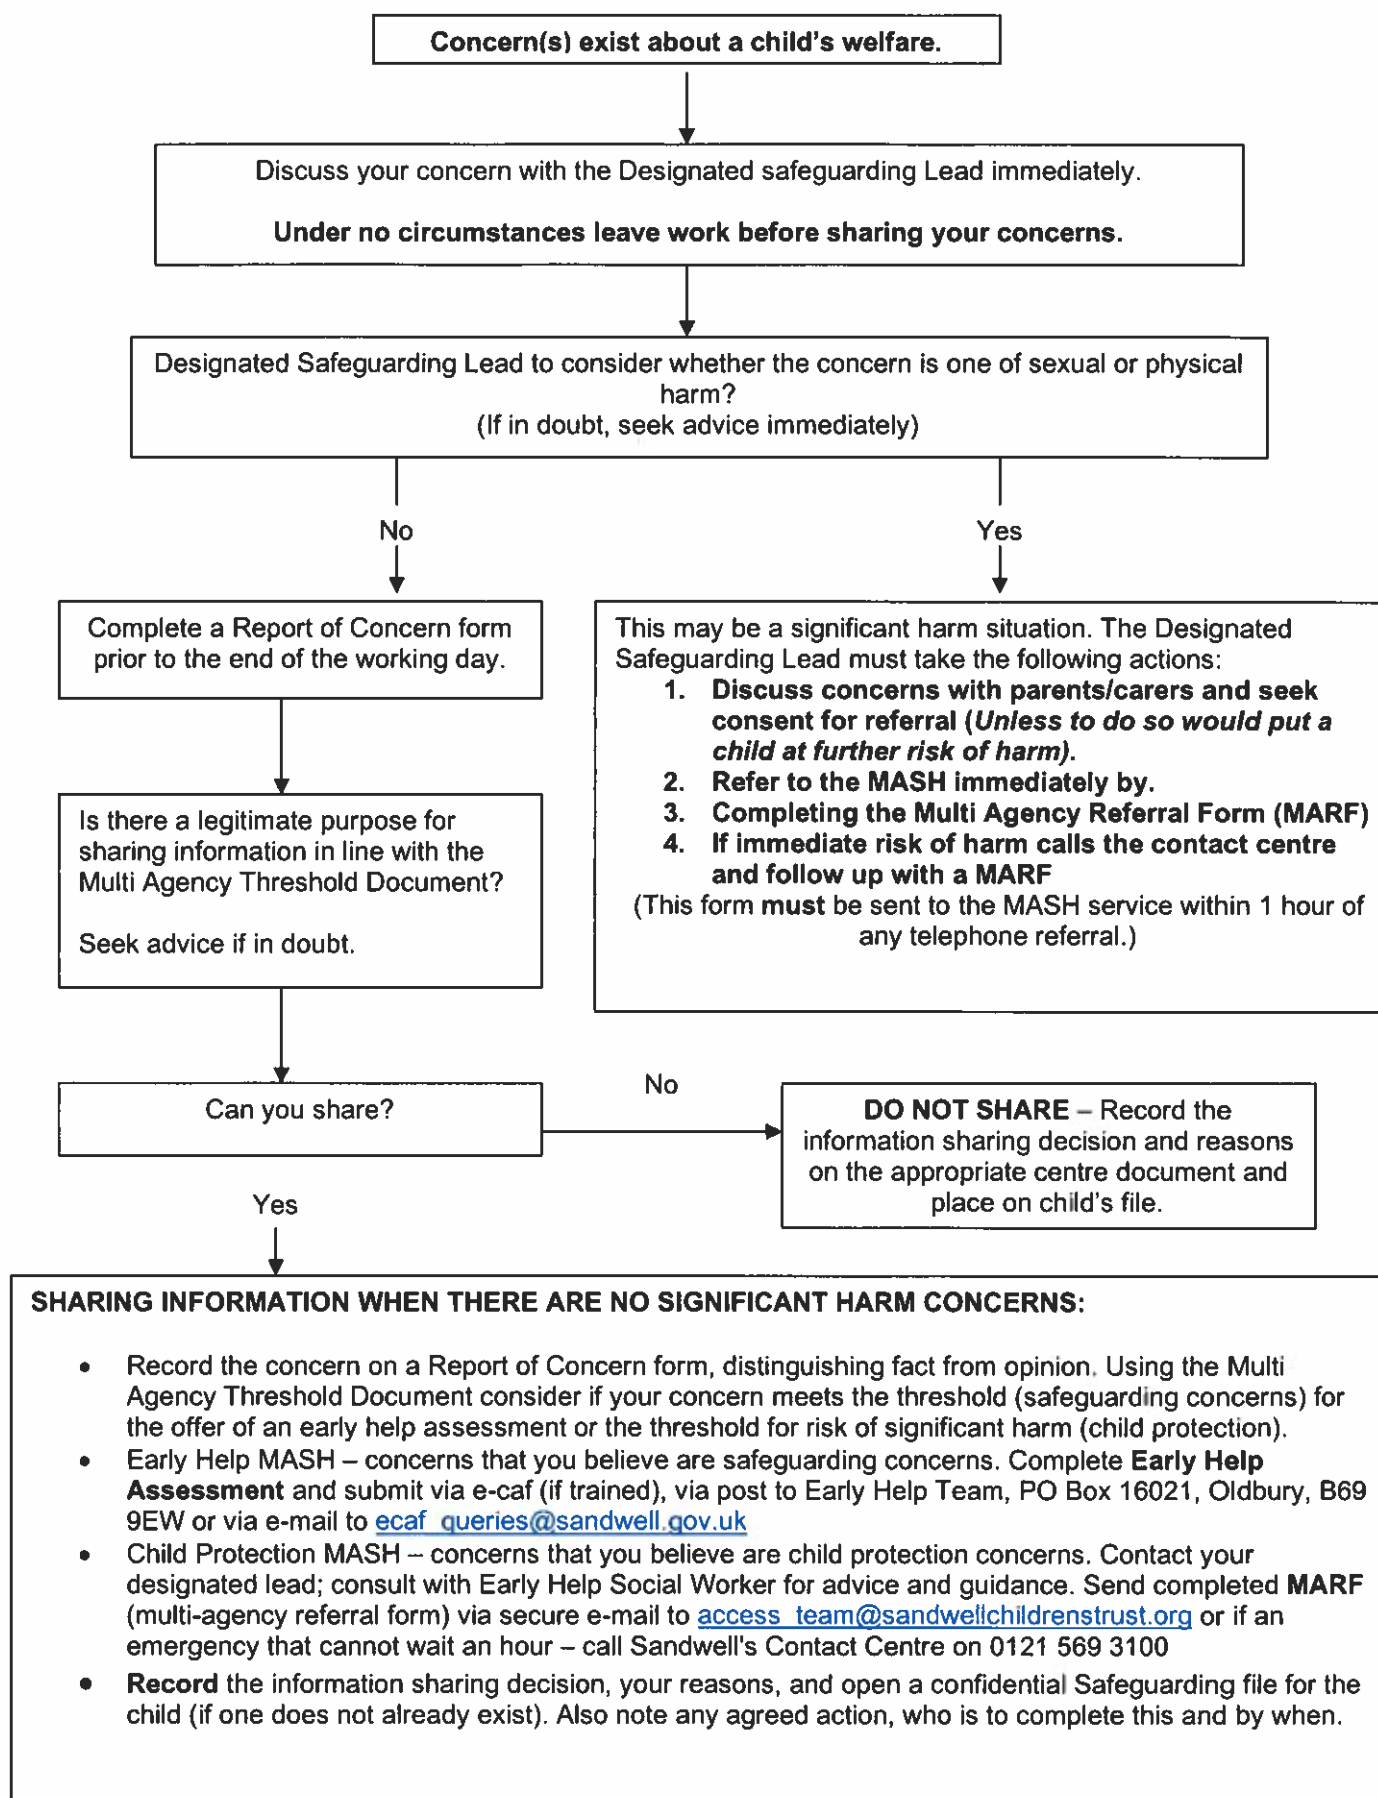 Concern(s) exist about a child's welfare.
Discuss your concern with the Designated safeguarding Lead immediately.
Under no circumstances leave work before sharing your concerns.
Designated Safeguarding Lead to consider whether the concern is one of sexual or physical
harm?
(If in doubt, seek advice immediately)
No
Yes
Complete a Report of Concern form
prior to the end of the working day.
This may be a significant harm situation. The Designated
Safeguarding Lead must take the following actions:
1. Discuss concerns with parents/carers and seek
consent for referral (Unless to do so would put a
child at further risk of harm).
2. Refer to the MASH immediately by.
3. Completing the Multi Agency Referral Form (MARF)
4. If immediate risk of harm calls the contact centre
and follow up with a MARF
(This form must be sent to the MASH service within 1 hour of
any telephone referral.)
Is there a legitimate purpose for
sharing information in line with the
Multi Agency Threshold Document?
Seek advice if in doubt.
Can you share?
No
DO NOT SHARE – Record the
information sharing decision and reasons
on the appropriate centre document and
place on child's file.
Yes
SHARING INFORMATION WHEN THERE ARE NO SIGNIFICANT HARM CONCERNS:
• Record the concern on a Report of Concern form, distinguishing fact from opinion. Using the Multi
Agency Threshold Document consider if your concern meets the threshold (safeguarding concerns) for
the offer of an early help assessment or the threshold for risk of significant harm (child protection).
• Early Help MASH – concerns that you believe are safeguarding concerns. Complete Early Help
Assessment and submit via e-caf (if trained), via post to Early Help Team, PO Box 16021, Oldbury, B69
9EW or via e-mail to ecaf_queries@sandwell.gov.uk
• Child Protection MASH – concerns that you believe are child protection concerns. Contact your
designated lead; consult with Early Help Social Worker for advice and guidance. Send completed MARF
(multi-agency referral form) via secure e-mail to access_team@sandwellchildrenstrust.org or if an
emergency that cannot wait an hour – call Sandwell's Contact Centre on 0121 569 3100
• Record the information sharing decision, your reasons, and open a confidential Safeguarding file for the
child (if one does not already exist). Also note any agreed action, who is to complete this and by when.